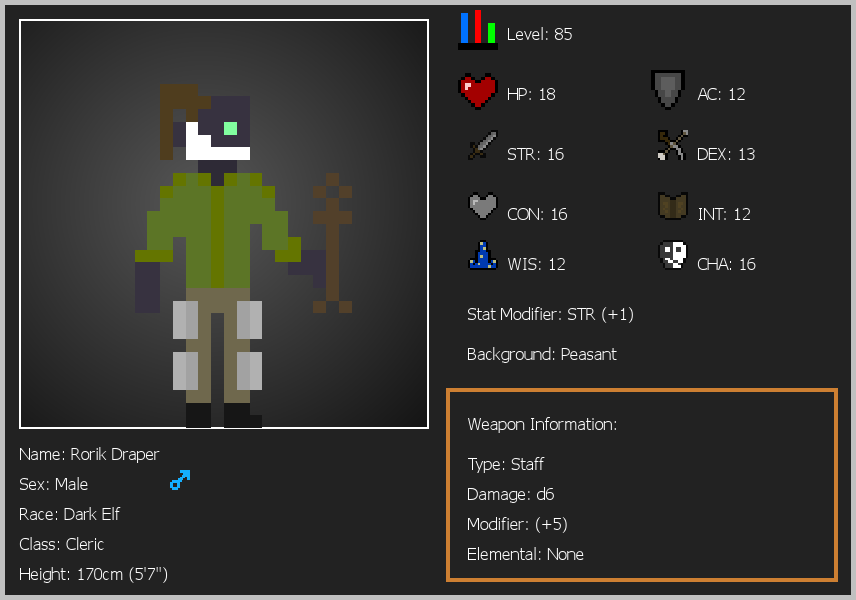 Level: 85
HP: 18
AC: 12
STR: 16
DEX: 13
CON: 16
INT: 12
WIS: 12
CHA: 16
Stat Modifier: STR (+1)
Background: Peasant
Weapon Information:
Type: Staff
Damage: d6
Modifier: (+5)
Elemental: None
Name: Rorik Draper
Sex: Male
Race: Dark Elf
Class: Cleric
Height: 170cm (5'7")